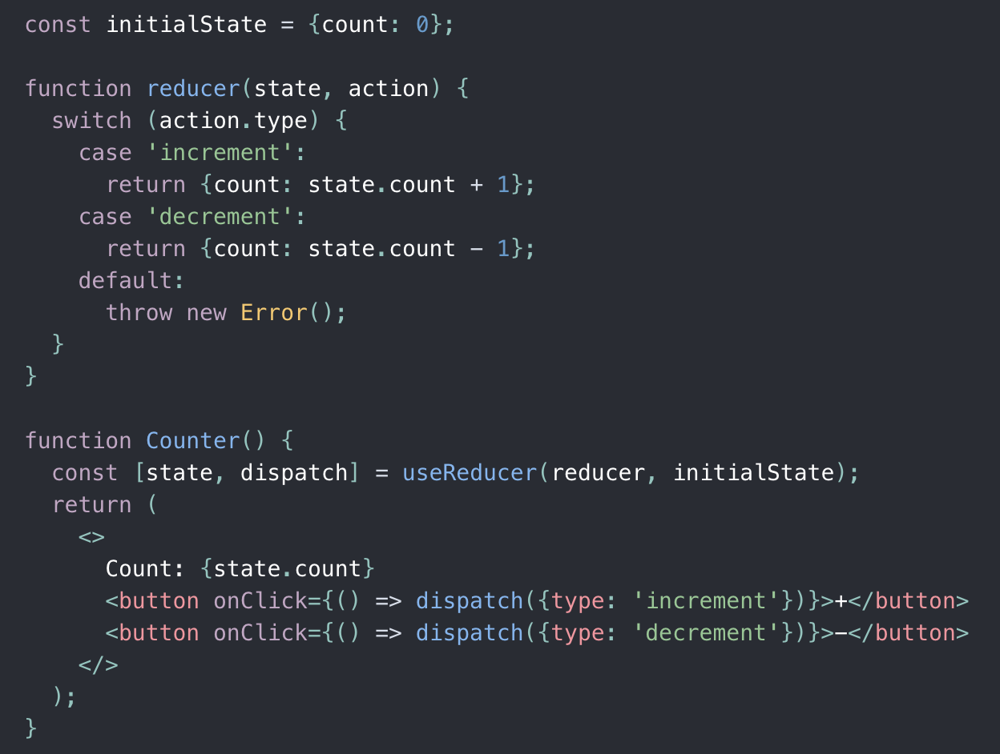 const initialState = {count: 0};

function reducer(state, action) {
  switch (action.type) {
    case 'increment':
      return {count: state.count + 1};
    case 'decrement':
      return {count: state.count - 1};
    default:
      throw new Error();
  }
}

function Counter() {
  const [state, dispatch] = useReducer(reducer, initialState);
  return (
    <>
      Count: {state.count}
      <button onClick={() => dispatch({type: 'increment'})}>+</button>
      <button onClick={() => dispatch({type: 'decrement'})}>-</button>
    </>
  );
}